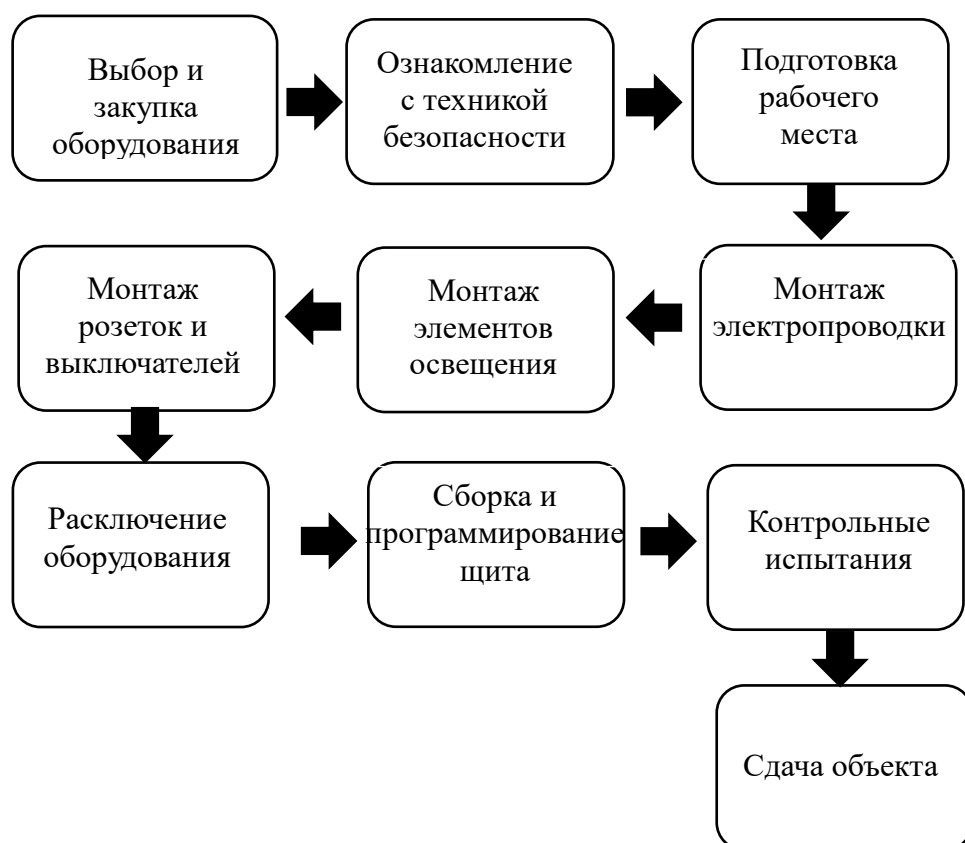 Выбор и
закупка
оборудования
Ознакомление
с техникой
безопасности
Подготовка
рабочего
места
Монтаж
электропроводки
Монтаж
элементов
освещения
Монтаж
розеток и
выключателей
Расключение
оборудования
Сборка и
программирование
щита
Контрольные
испытания
Сдача объекта